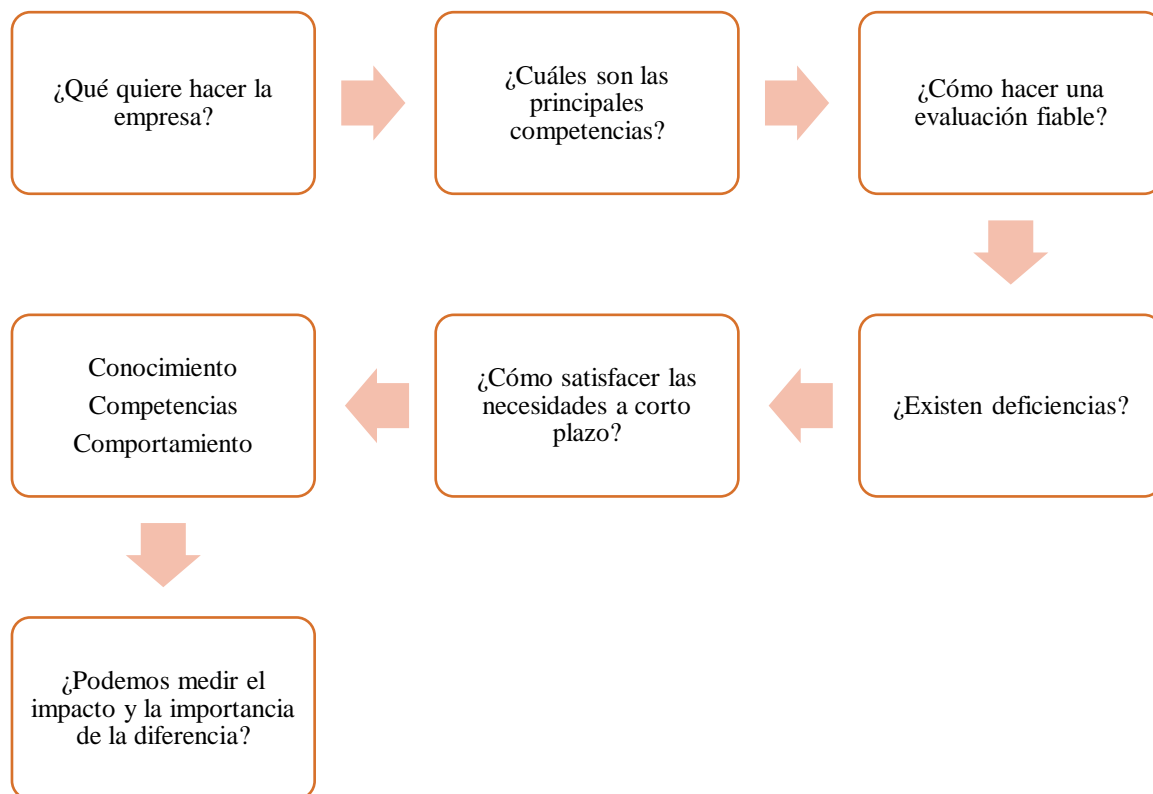 ¿Qué quiere hacer la
empresa?
¿Cuáles son las
principales
competencias?
¿Cómo hacer una
evaluación fiable?
¿Existen deficiencias?
¿Cómo satisfacer las
necesidades a corto
plazo?
Conocimiento
Competencias
Comportamiento
¿Podemos medir el
impacto y la importancia
de la diferencia?